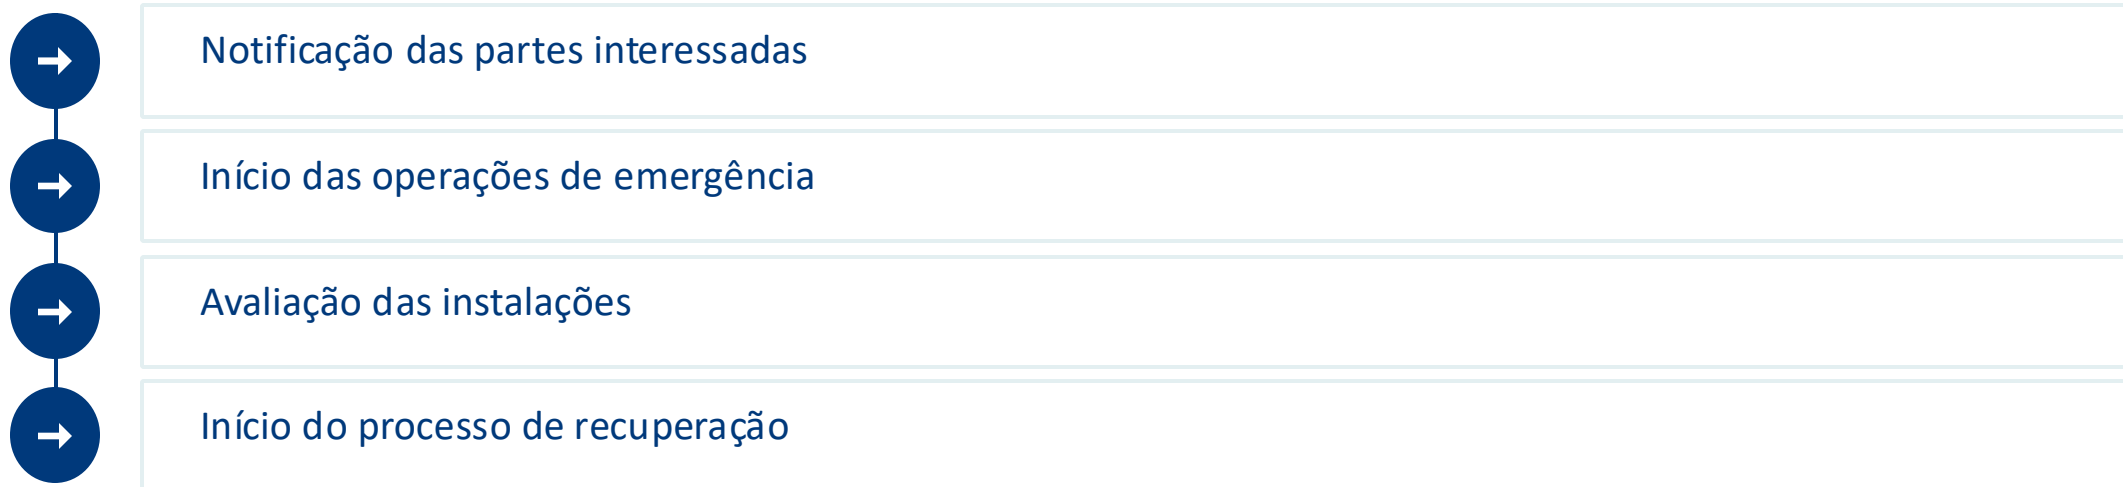 Notificação das partes interessadas
Início das operações de emergência
Avaliação das instalações
Início do processo de recuperação